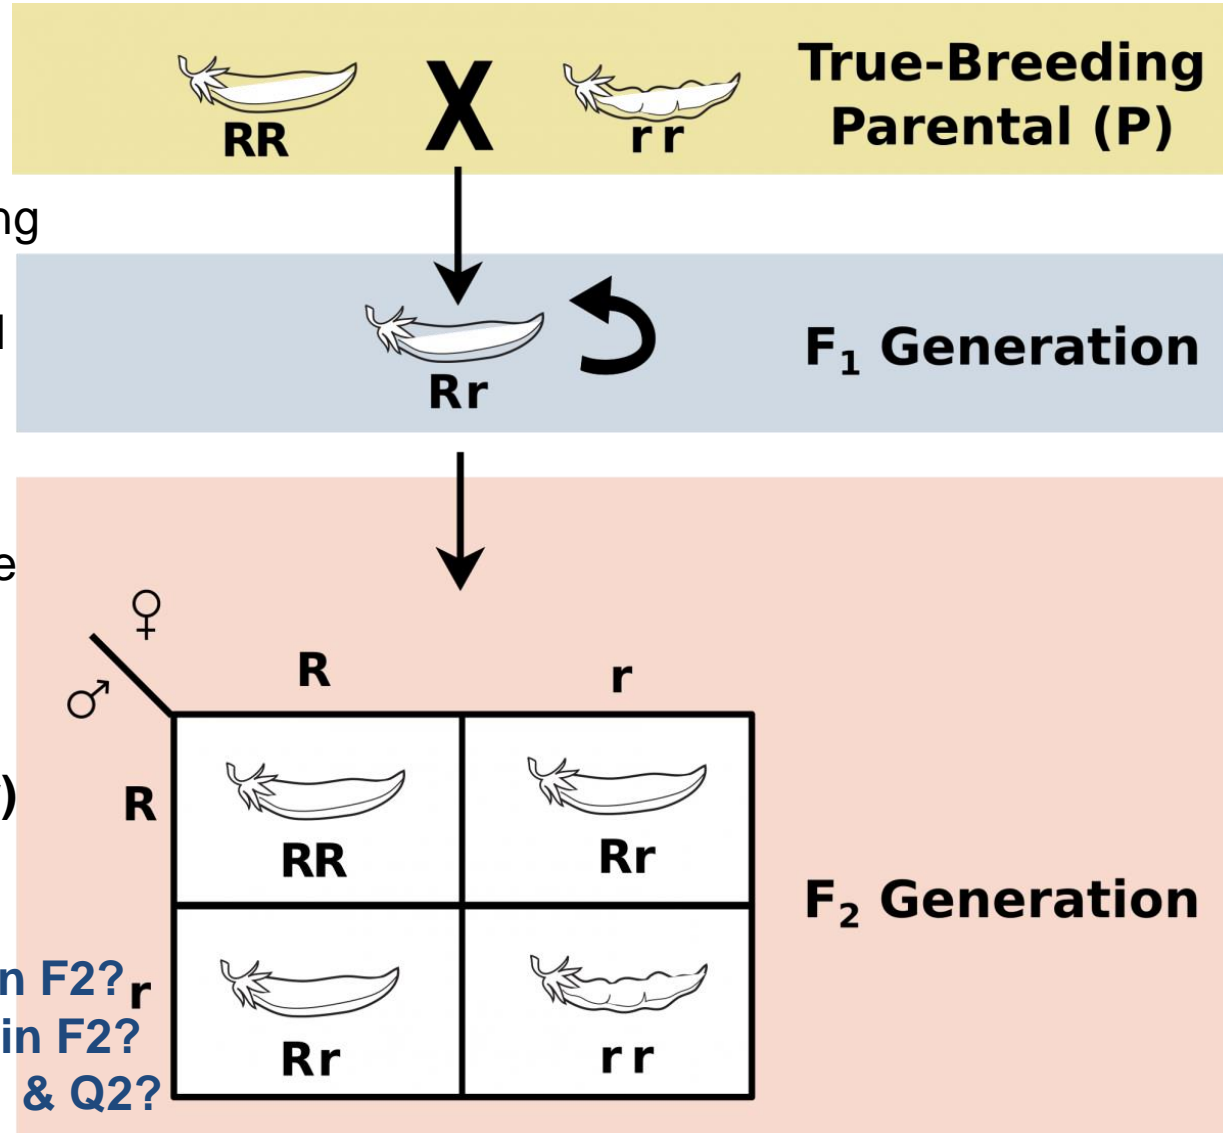 True-Breeding
Parental (P)
RR X r r
ng
F1 Generation
Rr
e
♀
♂
R r
R
)
RR Rr
F2 Generation
n F2?
r
in F2?
& Q2?
Rr r r